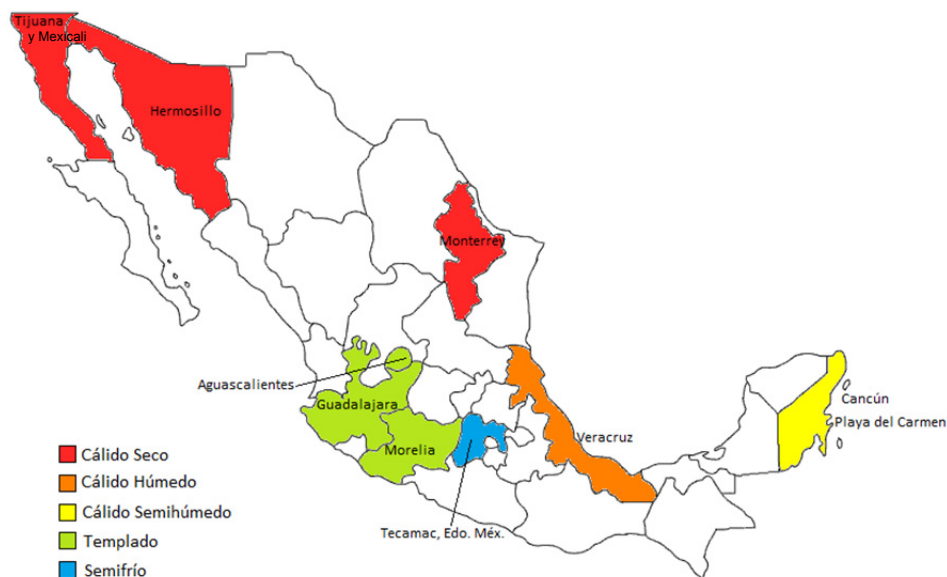 Tijuana
y Mexicali
Hermosillo
Monterrey
Aguascalientes
Guadalajara
Morelia
Veracruz
Cancún
Playa del Carmen
Tecamac, Edo. Méx.
Cálido Seco
Cálido Húmedo
Cálido Semihúmedo
Templado
Semifrío